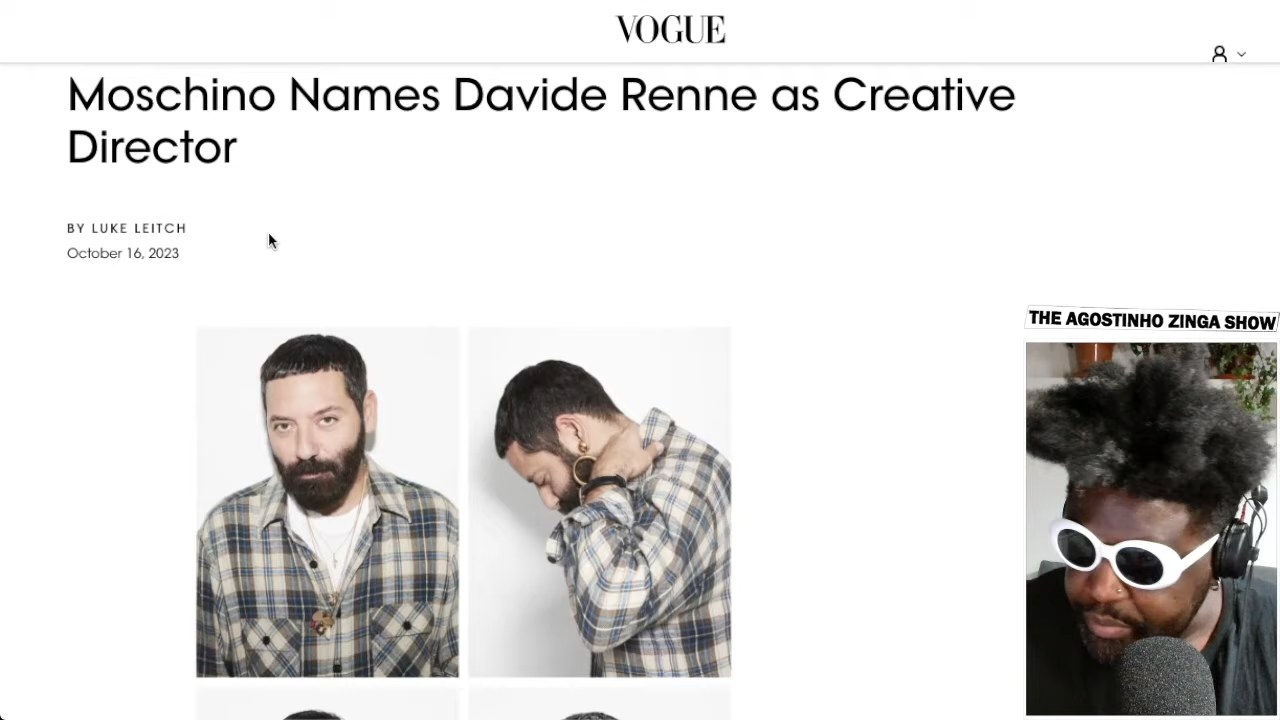 VOGUE
Moschino Names Davide Renne as Creative
Director
BY LUKE LEITCH
October 16, 2023
THE AGOSTINHO ZINGA SHOW